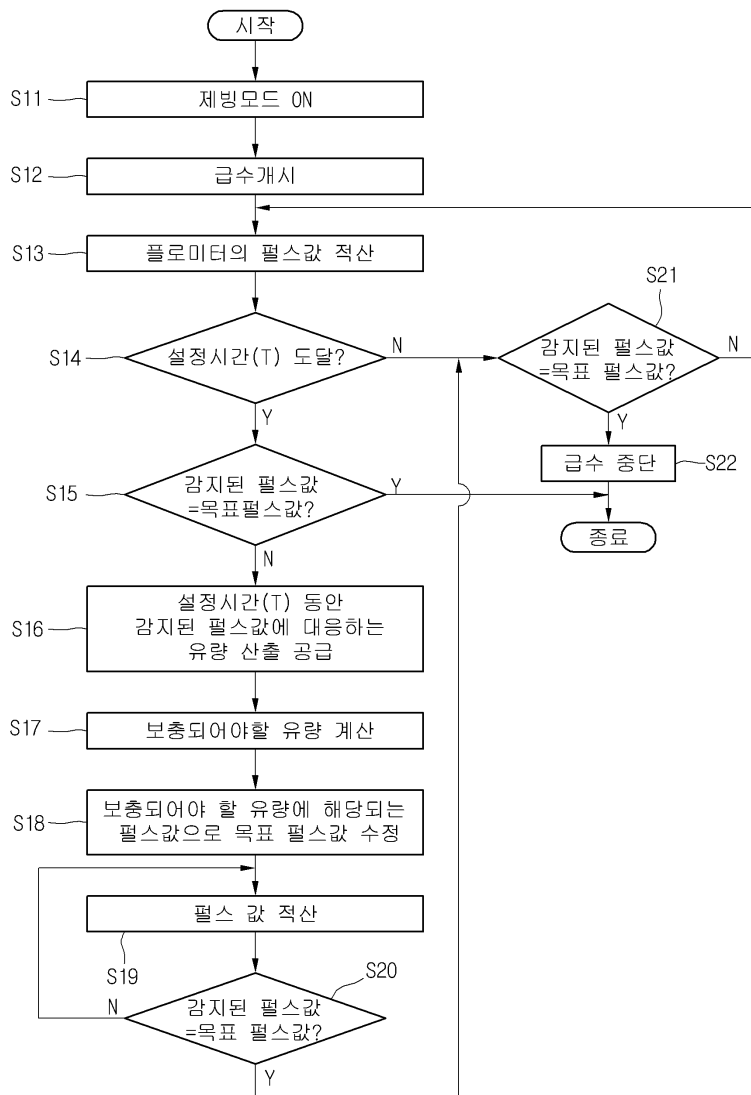 시작
S11
제빙모드 ON
S12
급수개시
S13
플로미터의 펄스값 적산
S14
설정시간(T) 도달?
N
Y
S21
감지된 펄스값
=목표 펄스값?
N
Y
S22
급수 중단
종료
S15
감지된 펄스값
=목표펄스값?
Y
N
S16
설정시간(T) 동안
감지된 펄스값에 대응하는
유량 산출 공급
S17
보충되어야할 유량 계산
S18
보충되어야 할 유량에 해당되는
펄스값으로 목표 펄스값 수정
펄스 값 적산
S19
S20
감지된 펄스값
=목표 펄스값?
N
Y